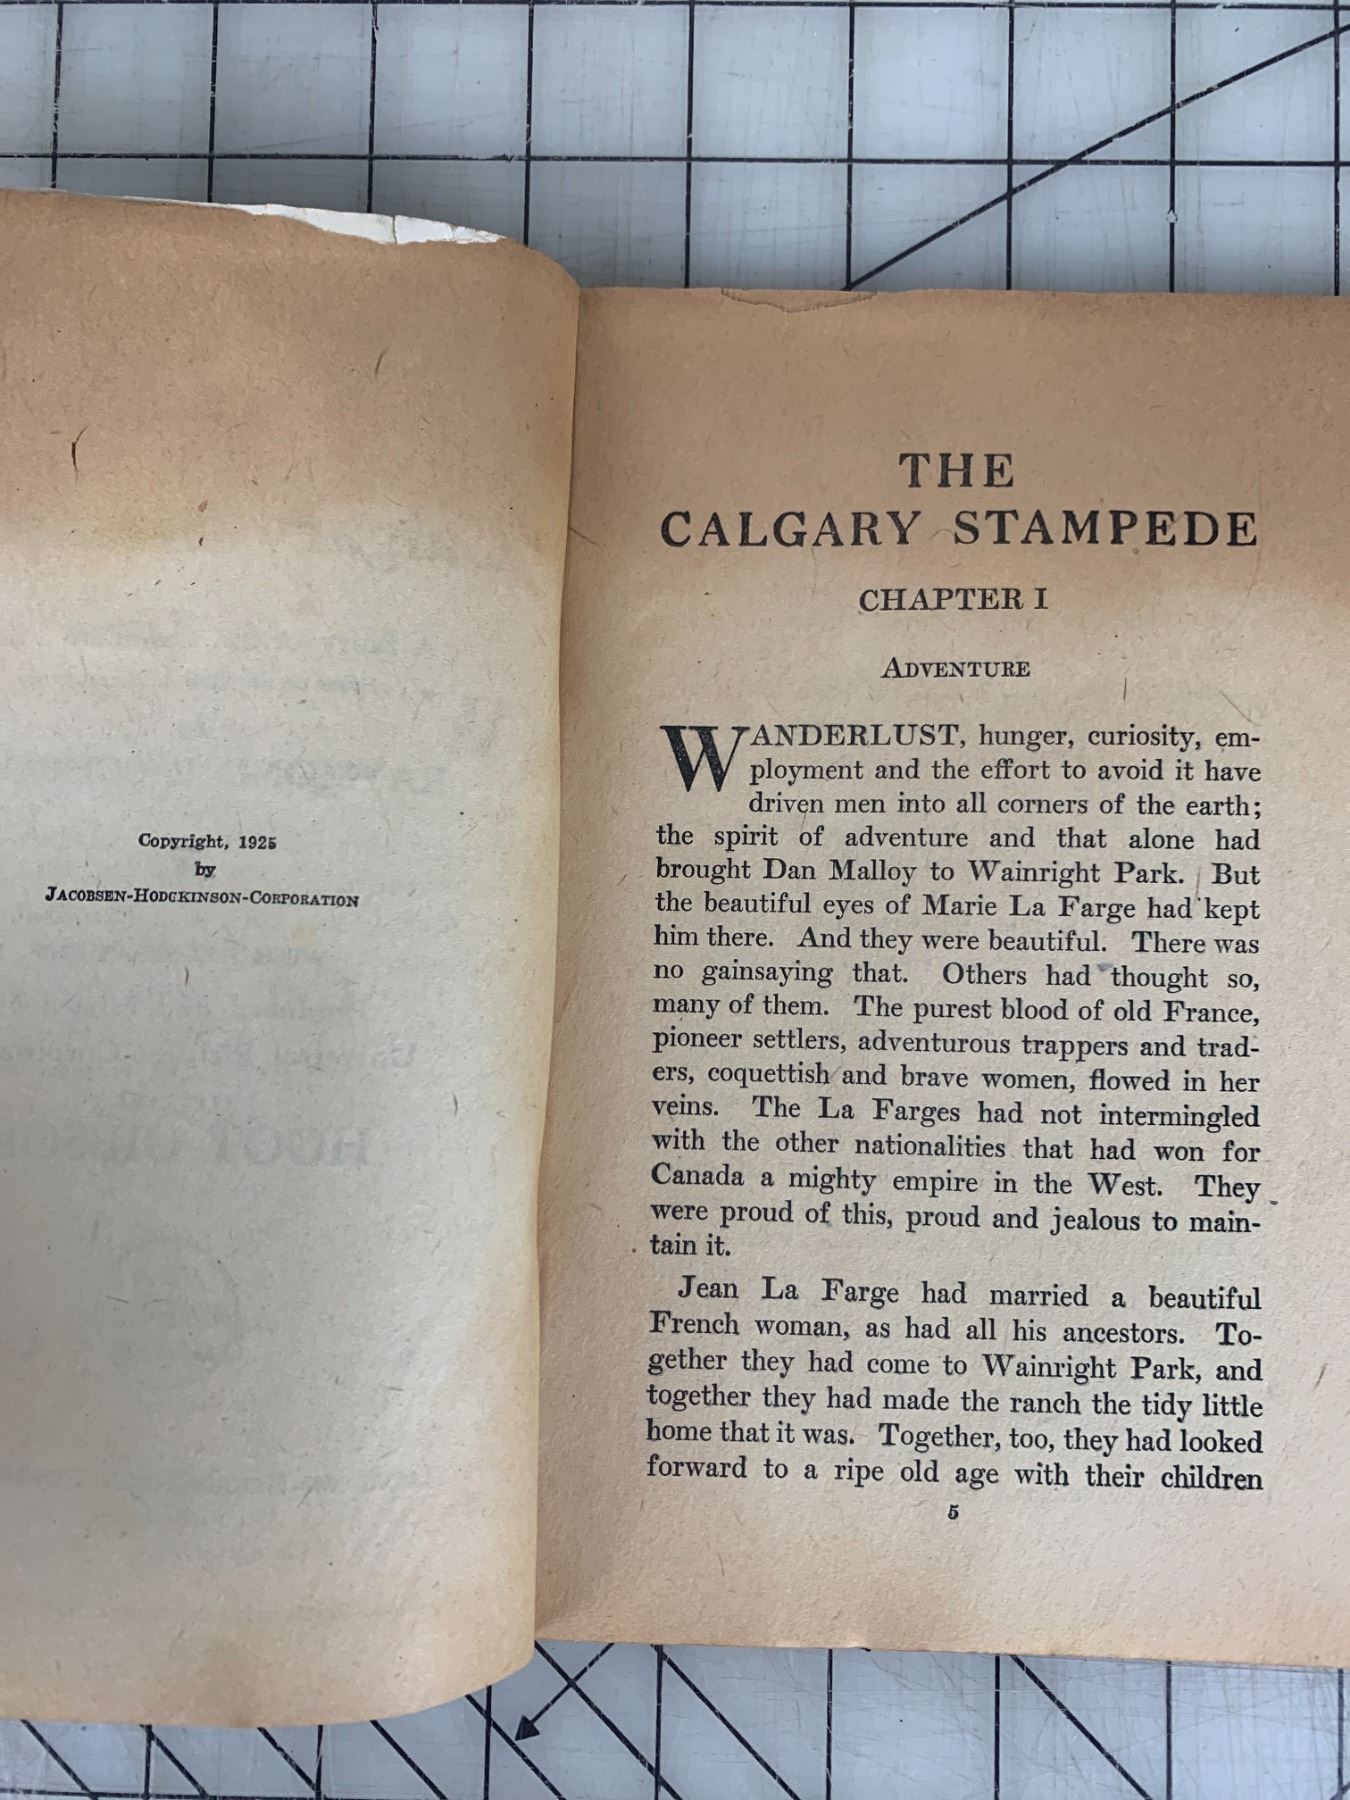 Copyright, 1925
by
JACOBSEN-HODGKINSON-CORPORATION
THE
CALGARY STAMPEDE
CHAPTER I
ADVENTURE
WANDERLUST, hunger, curiosity, em-
ployment and the effort to avoid it have
driven men into all corners of the earth;
the spirit of adventure and that alone had
brought Dan Malloy to Wainright Park. But
the beautiful eyes of Marie La Farge had kept
him there. And they were beautiful. There was
no gainsaying that. Others had thought so,
many of them. The purest blood of old France,
pioneer settlers, adventurous trappers and trad-
ers, coquettish and brave women, flowed in her
veins. The La Farges had not intermingled
with the other nationalities that had won for
Canada a mighty empire in the West. They
were proud of this, proud and jealous to main-
tain it.
Jean La Farge had married a beautiful
French woman, as had all his ancestors. To-
gether they had come to Wainright Park, and
together they had made the ranch the tidy little
home that it was. Together, too, they had looked
forward to a ripe old age with their children
5